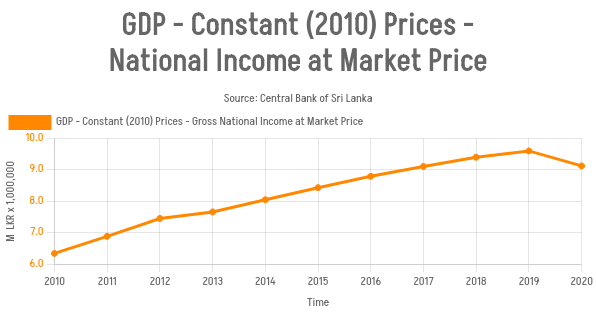 GDP - Constant (2010) Prices -
National Income at Market Price
Source: Central Bank of Sri Lanka
GDP - Constant (2010) Prices - Gross National Income at Market Price
M LKR x 1,000,000
10.0
9.0
8.0
7.0
6.0
2010 2011 2012 2013 2014 2015 2016 2017 2018 2019 2020
Time